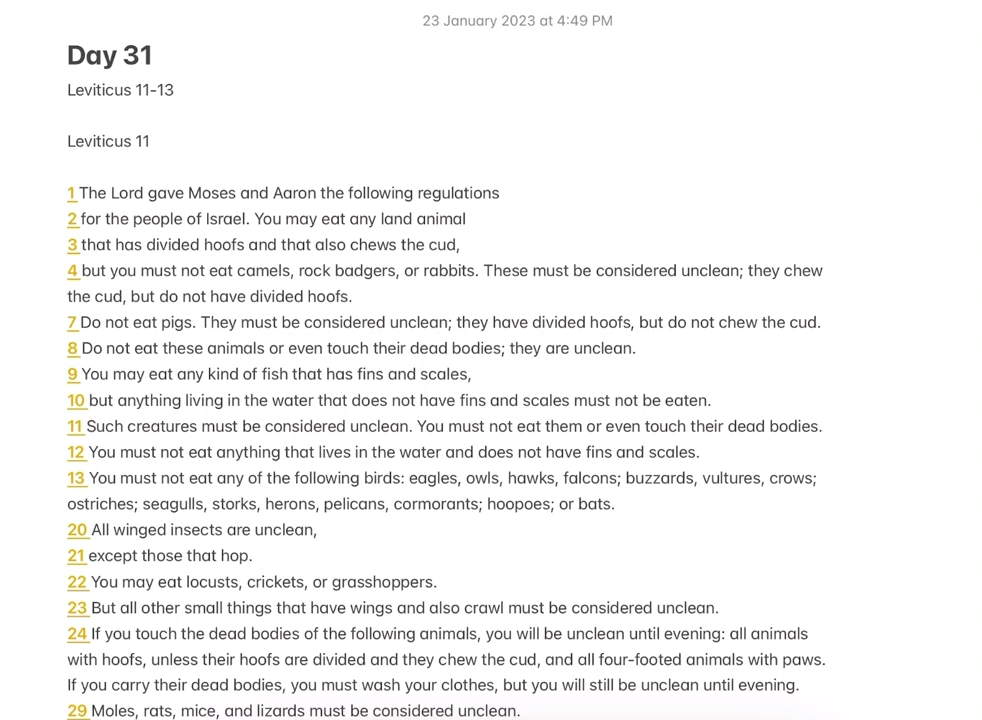 23 January 2023 at 4:49 PM
Day 31
Leviticus 11-13
Leviticus 11
1 The Lord gave Moses and Aaron the following regulations
2 for the people of Israel. You may eat any land animal
3 that has divided hoofs and that also chews the cud,
4 but you must not eat camels, rock badgers, or rabbits. These must be considered unclean; they chew
the cud, but do not have divided hoofs.
7 Do not eat pigs. They must be considered unclean; they have divided hoofs, but do not chew the cud.
8 Do not eat these animals or even touch their dead bodies; they are unclean.
9 You may eat any kind of fish that has fins and scales,
10 but anything living in the water that does not have fins and scales must not be eaten.
11 Such creatures must be considered unclean. You must not eat them or even touch their dead bodies.
12 You must not eat anything that lives in the water and does not have fins and scales.
13 You must not eat any of the following birds: eagles, owls, hawks, falcons; buzzards, vultures, crows;
ostriches; seagulls, storks, herons, pelicans, cormorants; hoopoes; or bats.
20 All winged insects are unclean,
21 except those that hop.
22 You may eat locusts, crickets, or grasshoppers.
23 But all other small things that have wings and also crawl must be considered unclean.
24 If you touch the dead bodies of the following animals, you will be unclean until evening: all animals
with hoofs, unless their hoofs are divided and they chew the cud, and all four-footed animals with paws.
If you carry their dead bodies, you must wash your clothes, but you will still be unclean until evening.
29 Moles, rats, mice, and lizards must be considered unclean.